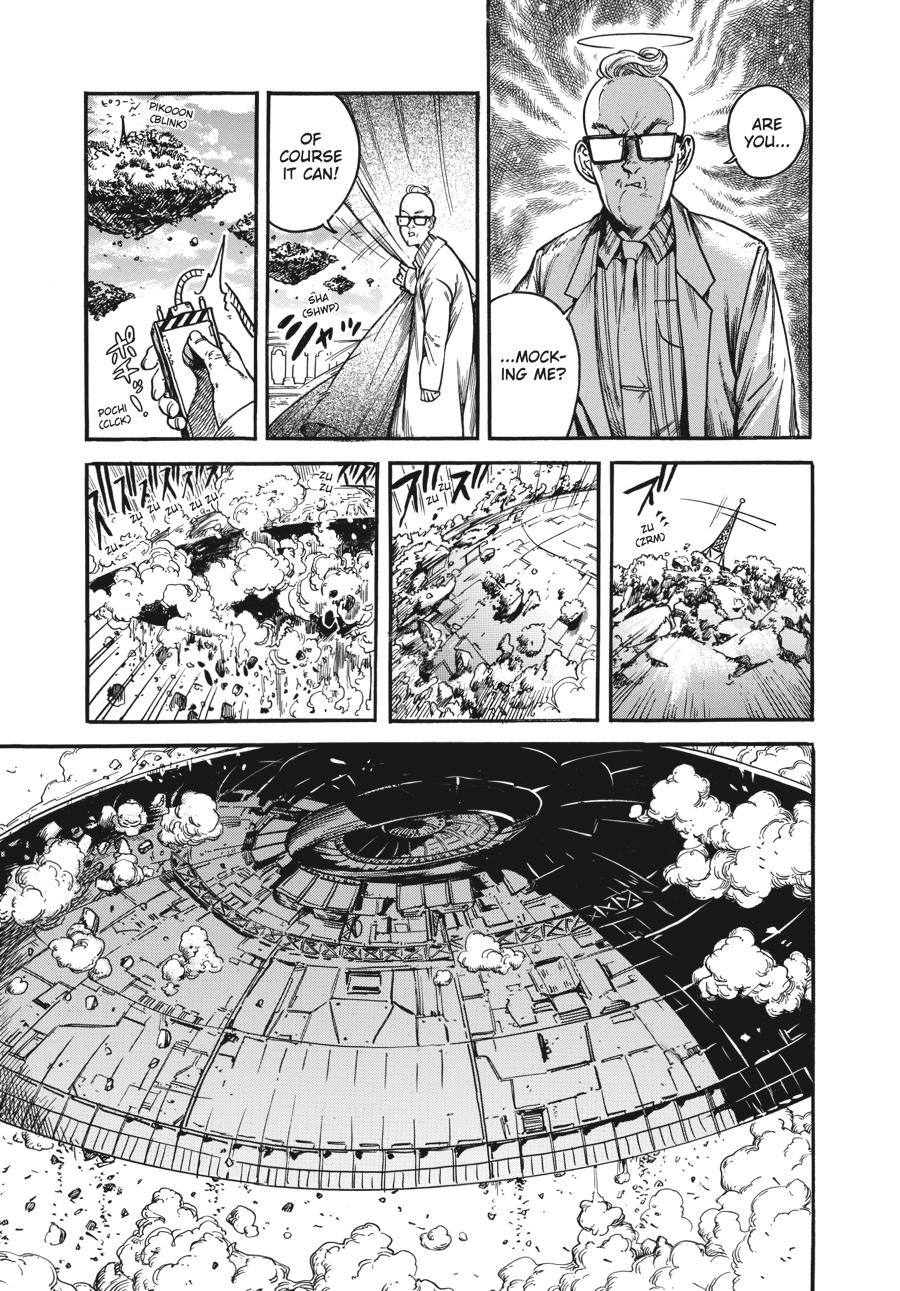 ARE
YOU...
...MOCK-
ING ME?
OF
COURSE
IT CAN!
SHA
(SHWP)
シャッ
ピコーン
PIKOOON
(BLINK)
ポチ
POCHI
(CLCK)
ズ
ZU
(ZRM)
ズズ
ZU ZU
ズズズズ
ZU ZU ZU ZU ZU ZU
ZU
ZU